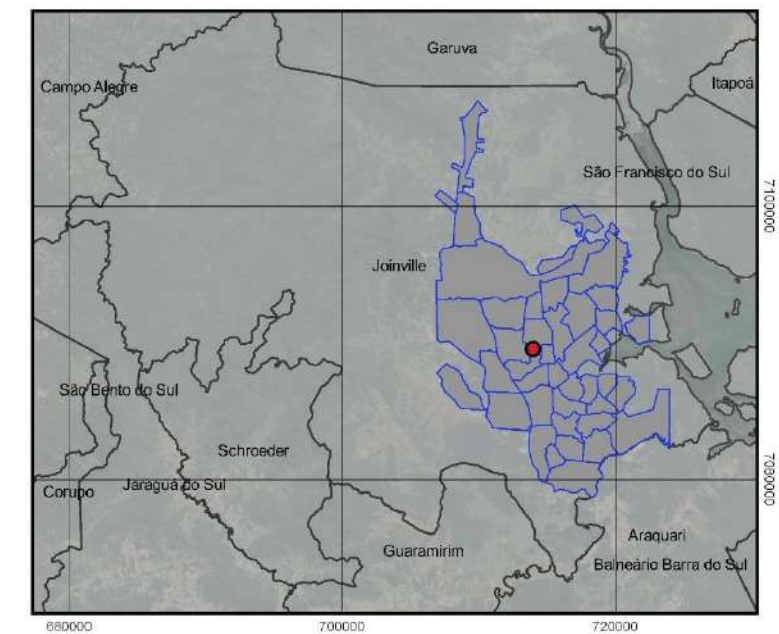 Garuva
Campo Alegre
Itapoá
São Francisco do Sul
7100000
Joinville
São Bento do Sul
Schroeder
Corupo
Jaraguá do Sul
7080000
Guaramirim
Araquari
Balneário Barra do Sul
680000
700000
720000